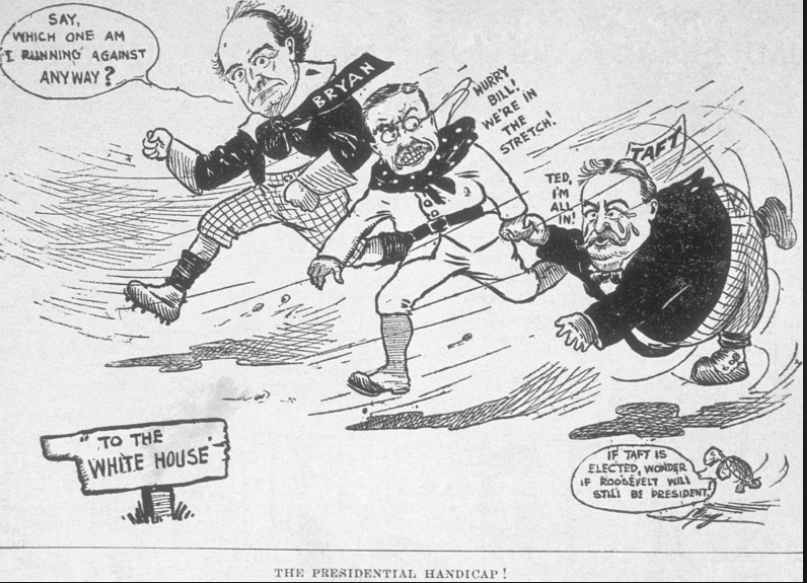 SAY,
WHICH ONE AM
I RUNNING AGAINST
ANYWAY?
BRYAN
HURRY
BILL!
WE'RE IN
THE
STRETCH!
TAFT
TED,
I'M
ALL
IN!
"TO THE
WHITE HOUSE"
IF TAFT IS
ELECTED, WONDER
IF ROOSEVELT WILL
STILL BE PRESIDENT.
THE PRESIDENTIAL HANDICAP!